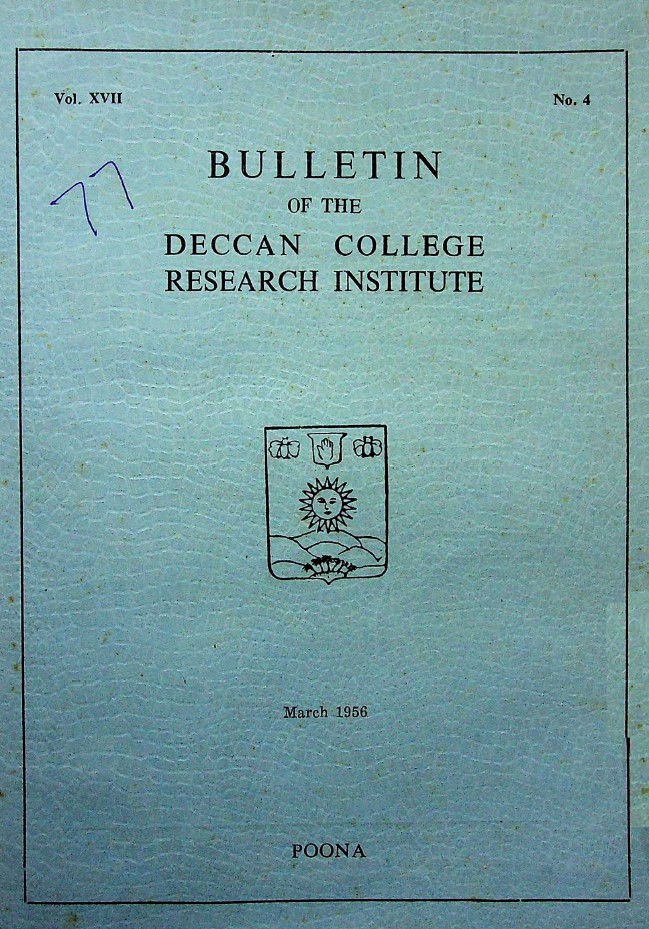 Vol. XVII No. 4
77
BULLETIN
OF THE
DECCAN COLLEGE
RESEARCH INSTITUTE
March 1956
POONA